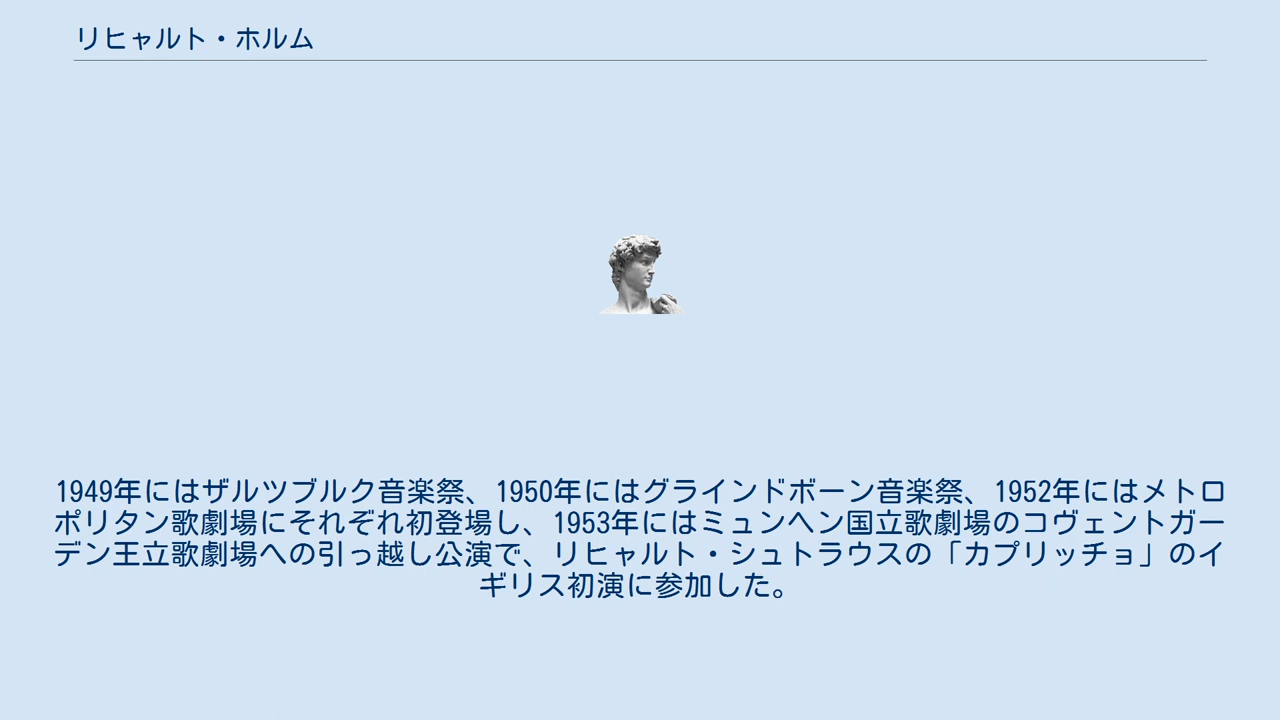 リヒャルト・ホルム
1949年にはザルツブルク音楽祭、1950年にはグラインドボーン音楽祭、1952年にはメトロ
ポリタン歌劇場にそれぞれ初登場し、1953年にはミュンヘン国立歌劇場のコヴェントガー
デン王立歌劇場への引っ越し公演で、リヒャルト・シュトラウスの「カプリッチョ」のイ
ギリス初演に参加した。